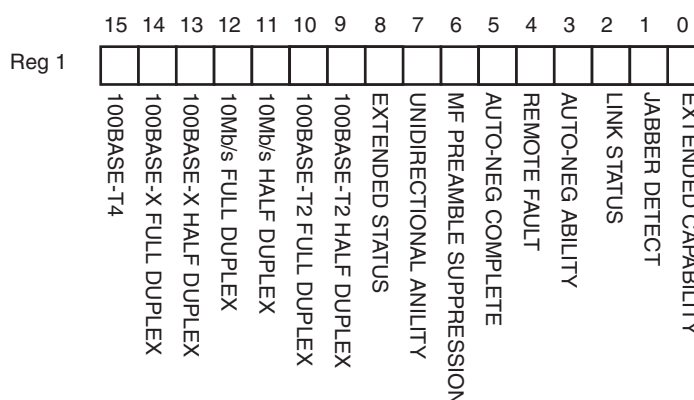 15 14 13 12 11 10 9 8 7 6 5 4 3 2 1 0
Reg 1
100BASE-T4
100BASE-X FULL DUPLEX
100BASE-X HALF DUPLEX
10Mb/s FULL DUPLEX
10Mb/s HALF DUPLEX
100BASE-T2 FULL DUPLEX
100BASE-T2 HALF DUPLEX
EXTENDED STATUS
UNIDIRECTIONAL ANILITY
MF PREAMBLE SUPPRESSION
AUTO-NEG COMPLETE
REMOTE FAULT
AUTO-NEG ABILITY
LINK STATUS
JABBER DETECT
EXTENDED CAPABILITY